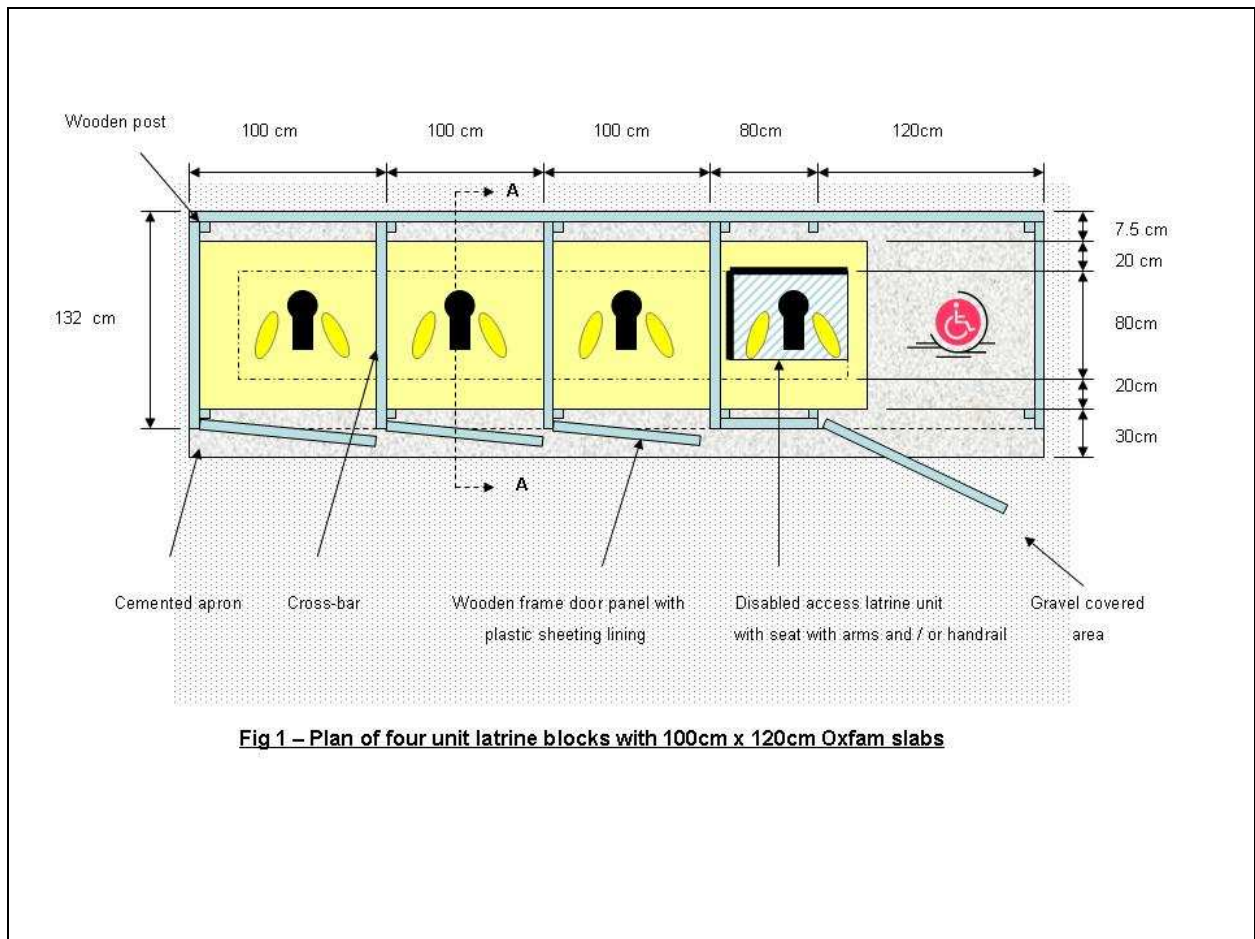 Wooden post
100 cm
100 cm
100 cm
80cm
120cm
A
7.5 cm
20 cm
132 cm
80cm
20cm
30cm
A
Cemented apron
Cross-bar
Wooden frame door panel with
plastic sheeting lining
Disabled access latrine unit
with seat with arms and / or handrail
Gravel covered
area
Fig 1 – Plan of four unit latrine blocks with 100cm x 120cm Oxfam slabs